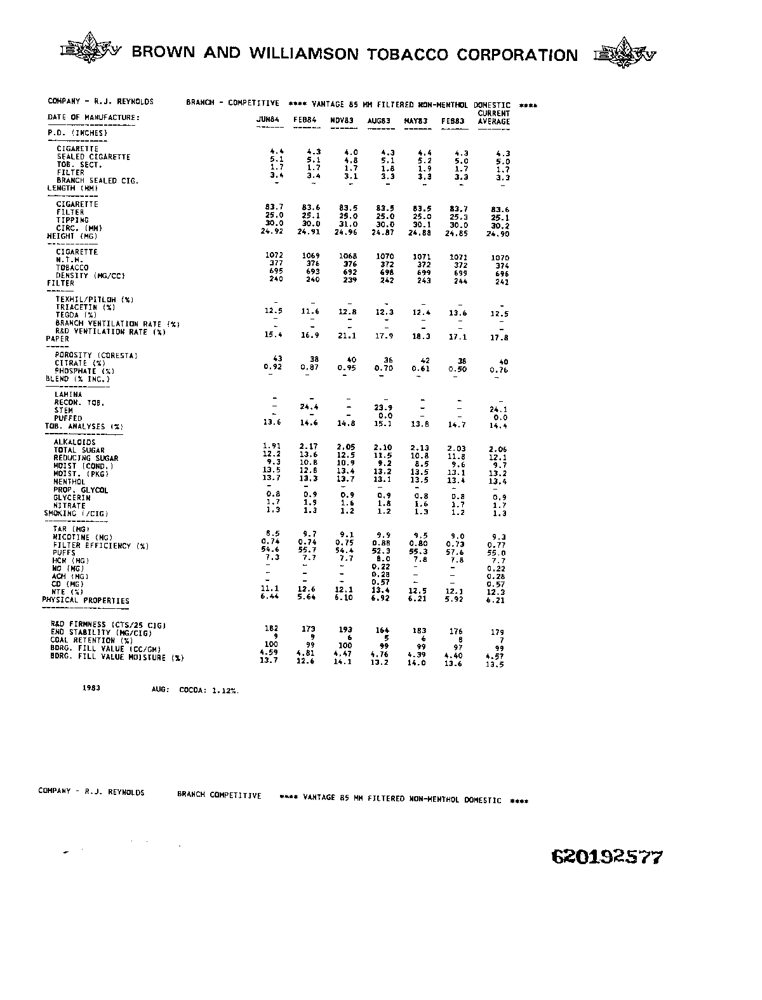 BROWN AND WILLIAMSON TOBACCO CORPORATION
COMPANY - R.J. REYNOLDS BRANCH - COMPETITIVE **** VANTAGE 85 MM FILTERED NON-MENTHOL DOMESTIC ****
DATE OF MANUFACTURE: JUN84 FEB84 NOV83 AUG83 MAY83 FEB83 CURRENT AVERAGE
P.D. (INCHES)
CIGARETTE 4.4 4.3 4.0 4.3 4.4 4.3 4.3
SEALED CIGARETTE 5.1 5.1 4.8 5.1 5.2 5.0 5.0
TOB. SECT. 1.7 1.7 1.7 1.8 1.9 1.7 1.7
FILTER 3.4 3.4 3.1 3.3 3.3 3.3 3.3
BRANCH SEALED CIG. - - - - - - -
LENGTH (MM)
CIGARETTE 83.7 83.6 83.5 83.5 83.5 83.7 83.6
FILTER 25.0 25.1 25.0 25.0 25.0 25.3 25.1
TIPPING 30.0 30.0 31.0 30.0 30.1 30.0 30.2
CIRC. (MM) 24.92 24.91 24.96 24.87 24.88 24.85 24.90
WEIGHT (MG)
CIGARETTE 1072 1069 1068 1070 1071 1071 1070
N.T.M. 377 376 376 372 372 372 374
TOBACCO 695 693 692 698 699 699 696
DENSITY (MG/CC) 240 240 239 242 243 244 241
FILTER
TEXHIL/PITLOH (%) - - - - - - -
TRIACETIN (%) 12.5 11.6 12.8 12.3 12.4 13.6 12.5
TEGDA (%) - - - - - - -
BRANCH VENTILATION RATE (%) - - - - - - -
R&D VENTILATION RATE (%) 15.4 16.9 21.1 17.9 18.3 17.1 17.8
PAPER
POROSITY (CORESTA) 43 38 40 36 42 38 40
CITRATE (%) 0.92 0.87 0.95 0.70 0.61 0.50 0.76
PHOSPHATE (%) - - - - - - -
BLEND (% INC.)
LAMINA - - - - - - -
RECON. TOB. - 24.4 - 23.9 - - 24.1
STEM - - - 0.0 - - 0.0
PUFFED 13.6 14.6 14.8 15.1 13.8 14.7 14.4
TOB. ANALYSES (%)
ALKALOIDS 1.91 2.17 2.05 2.10 2.13 2.03 2.06
TOTAL SUGAR 12.2 13.6 12.5 11.5 10.8 11.8 12.1
REDUCING SUGAR 9.3 10.8 10.9 9.2 8.5 9.6 9.7
MOIST (COND.) 13.5 12.8 13.4 13.2 13.5 13.1 13.2
MOIST. (PKG) 13.7 13.3 13.7 13.1 13.5 13.4 13.4
MENTHOL - - - - - - -
PROP. GLYCOL 0.8 0.9 0.9 0.9 0.8 0.8 0.9
GLYCERIN 1.7 1.9 1.6 1.8 1.6 1.7 1.7
NITRATE 1.3 1.3 1.2 1.2 1.3 1.2 1.3
SMOKING (/CIG)
TAR (MG) 8.5 9.7 9.1 9.9 9.5 9.0 9.3
NICOTINE (MG) 0.74 0.74 0.75 0.88 0.80 0.73 0.77
FILTER EFFICIENCY (%) 54.6 55.7 54.4 52.3 55.3 57.6 55.0
PUFFS 7.3 7.7 7.7 8.0 7.8 7.8 7.7
HCN (MG) - - - 0.22 - - 0.22
NO (MG) - - - 0.28 - - 0.28
ACH (MG) - - - 0.57 - - 0.57
CO (MG) 11.1 12.6 12.1 13.4 12.5 12.1 12.3
NTE (%) 6.44 5.64 6.10 6.92 6.21 5.92 6.21
PHYSICAL PROPERTIES
R&D FIRMNESS (CTS/25 CIG) 182 173 193 164 183 176 179
END STABILITY (MG/CIG) 9 9 6 5 6 8 7
COAL RETENTION (%) 100 99 100 99 99 97 99
BDRG. FILL VALUE (CC/GM) 4.59 4.81 4.47 4.76 4.39 4.40 4.57
BDRG. FILL VALUE MOISTURE (%) 13.7 12.6 14.1 13.2 14.0 13.6 13.5
1983 AUG: COCOA: 1.12%.
COMPANY - R.J. REYNOLDS BRANCH COMPETITIVE **** VANTAGE 85 MM FILTERED NON-MENTHOL DOMESTIC ****
620192577